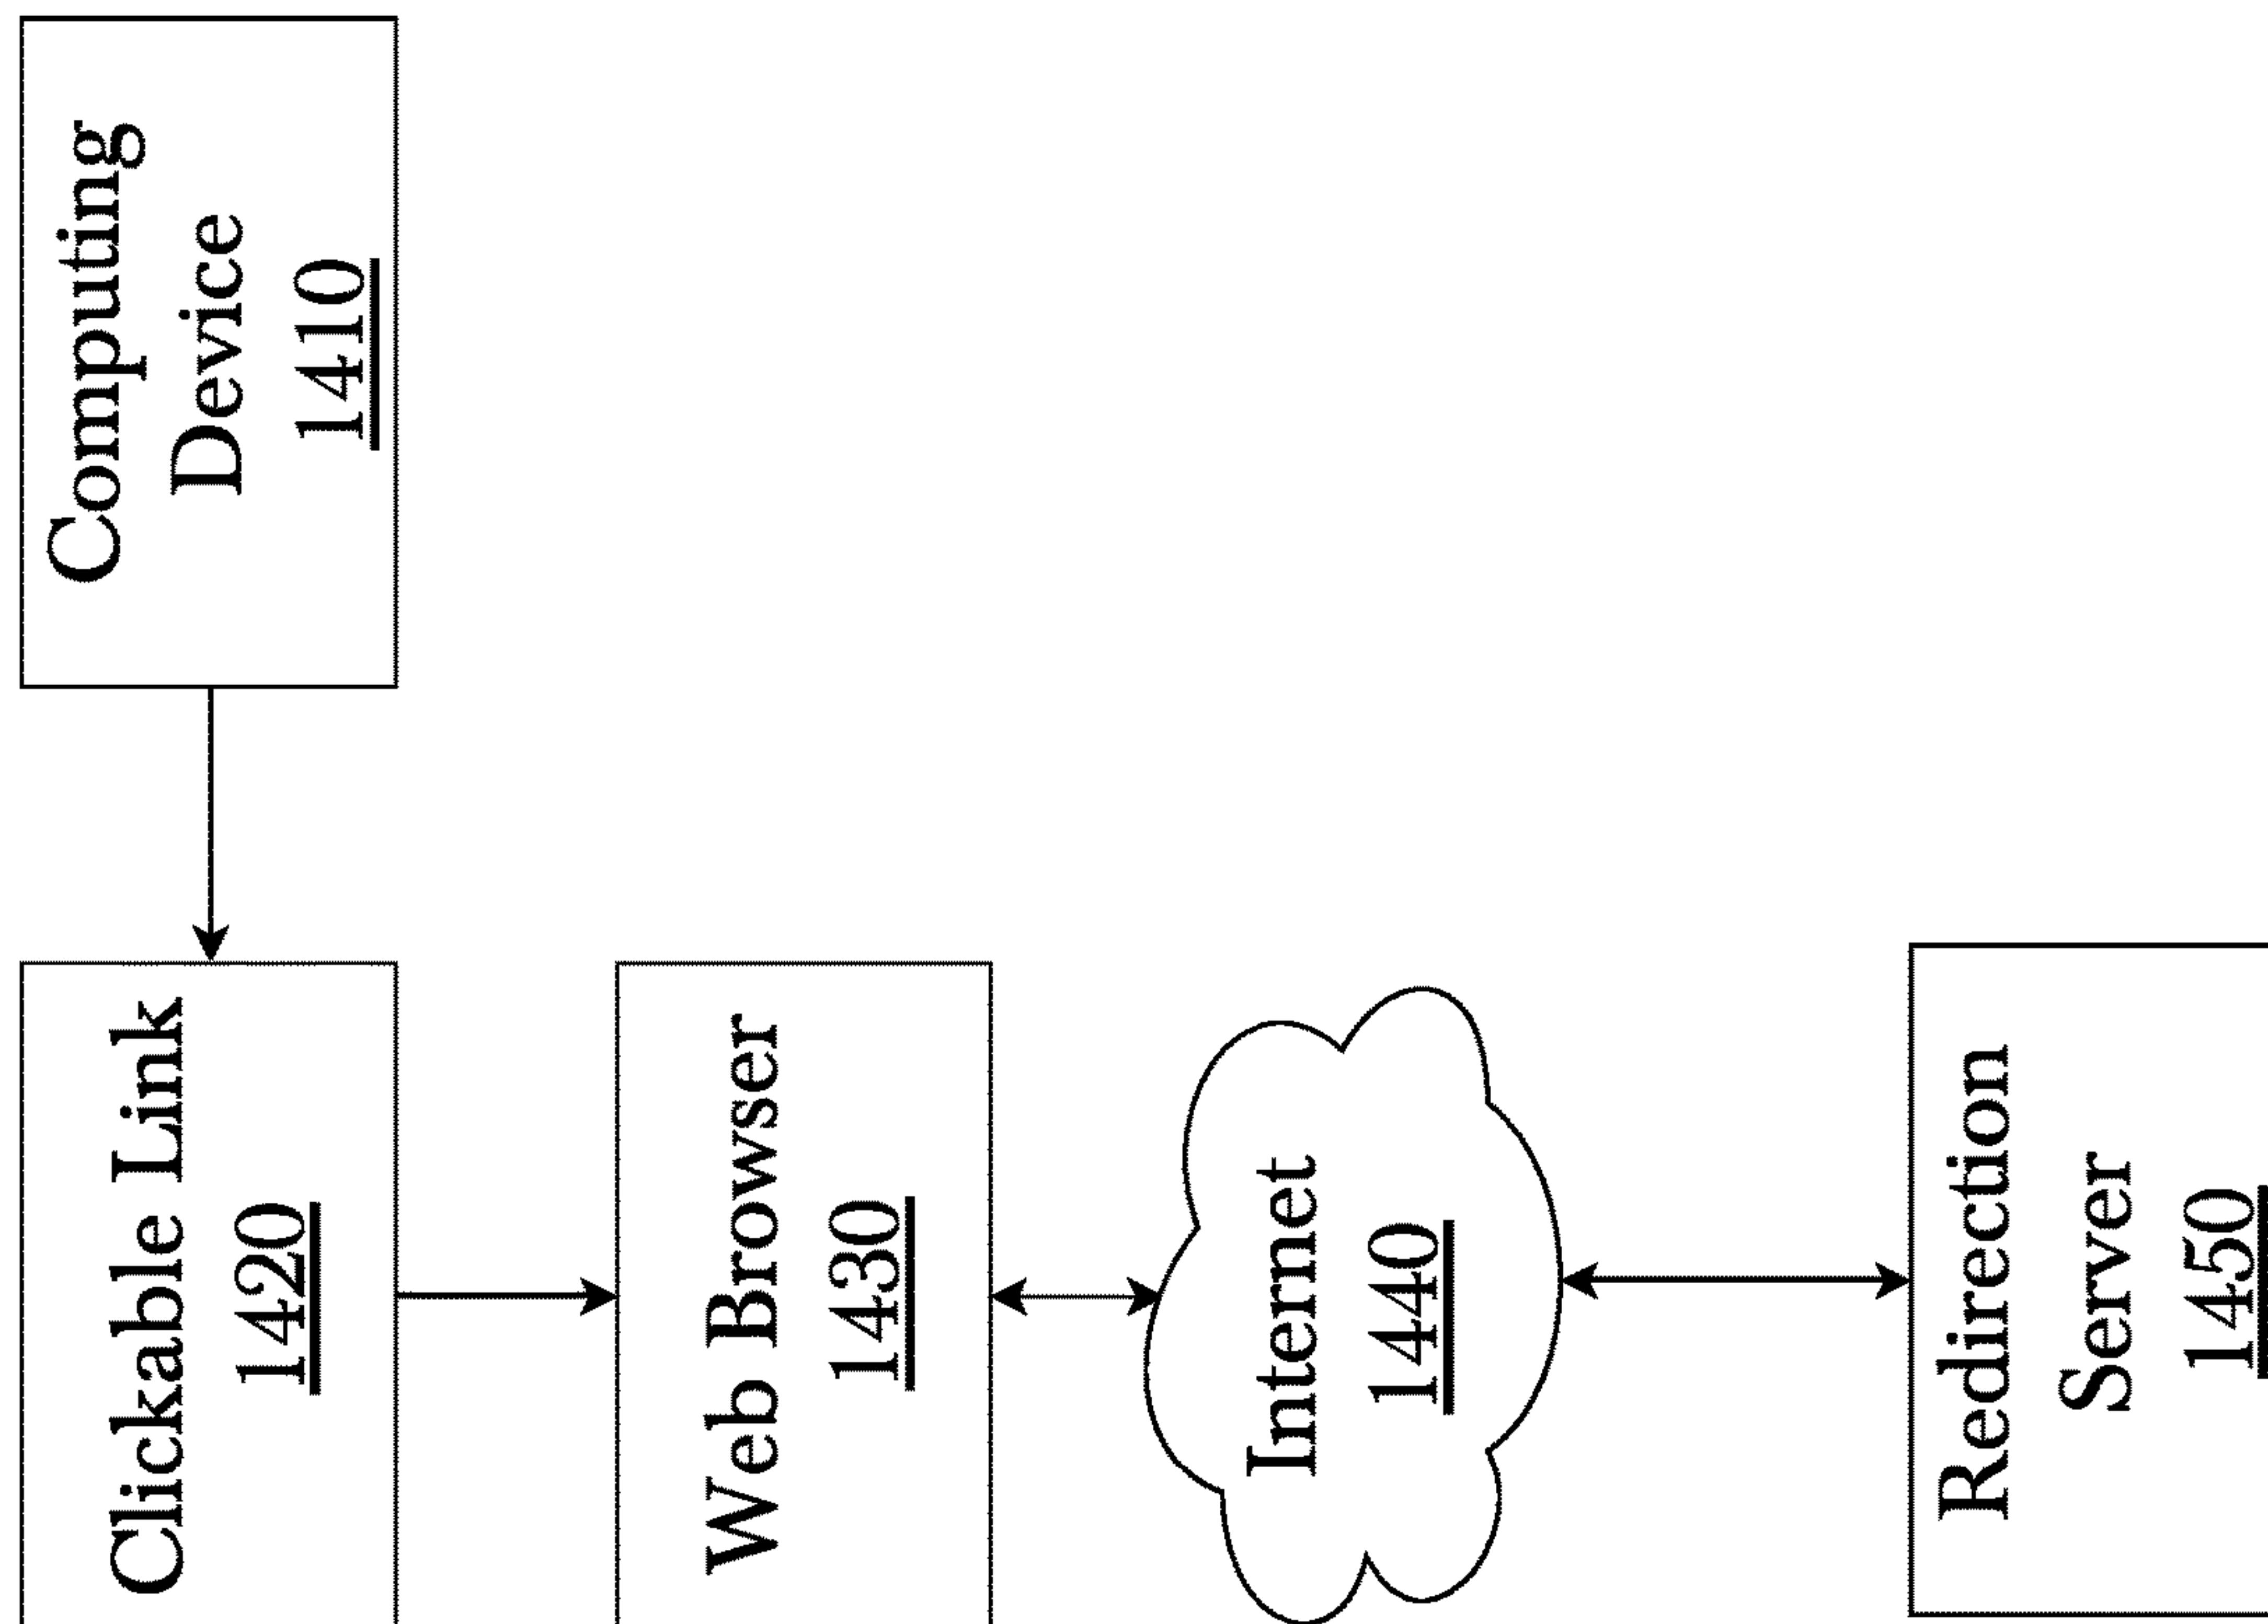 Computing
Device
1410
Clickable Link
1420
Web Browser
1430
Internet
1440
Redirection
Server
1450